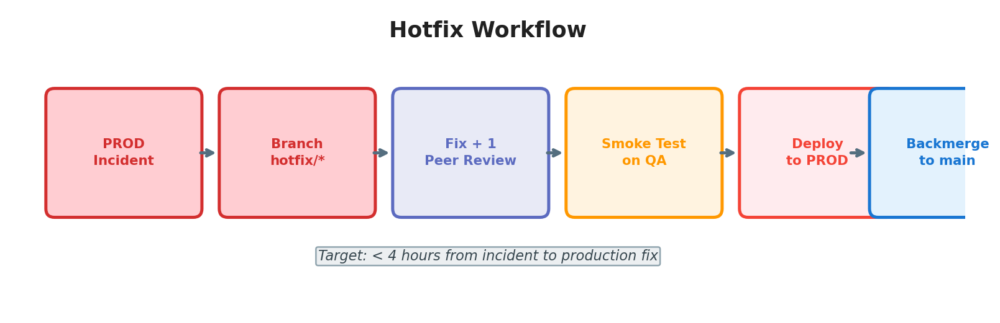 Hotfix Workflow
PROD
Incident
Branch
hotfix/*
Fix + 1
Peer Review
Smoke Test
on QA
Deploy
to PROD
Backmerge
to main
Target: < 4 hours from incident to production fix